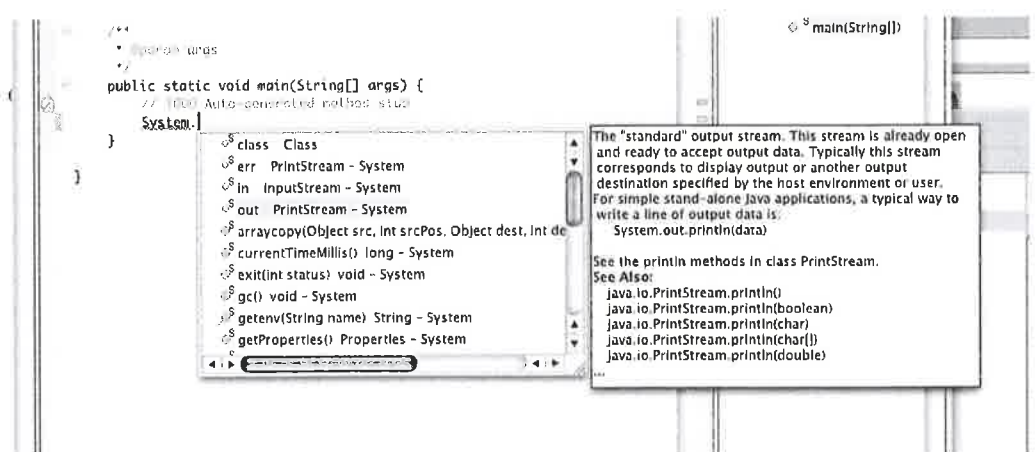 main(String[])
/**
* @param args
*/
public static void main(String[] args) {
// TODO Auto-generated method stub
System.
}
}
class Class
err PrintStream - System
in InputStream - System
out PrintStream - System
arraycopy(Object src, int srcPos, Object dest, int de
currentTimeMillis() long - System
exit(int status) void - System
gc() void - System
getenv(String name) String - System
getProperties() Properties - System
The "standard" output stream. This stream is already open
and ready to accept output data. Typically this stream
corresponds to display output or another output
destination specified by the host environment or user.
For simple stand-alone Java applications, a typical way to
write a line of output data is:
System.out.println(data)
See the println methods in class PrintStream.
See Also:
java.io.PrintStream.println()
java.io.PrintStream.println(boolean)
java.io.PrintStream.println(char)
java.io.PrintStream.println(char[])
java.io.PrintStream.println(double)
...